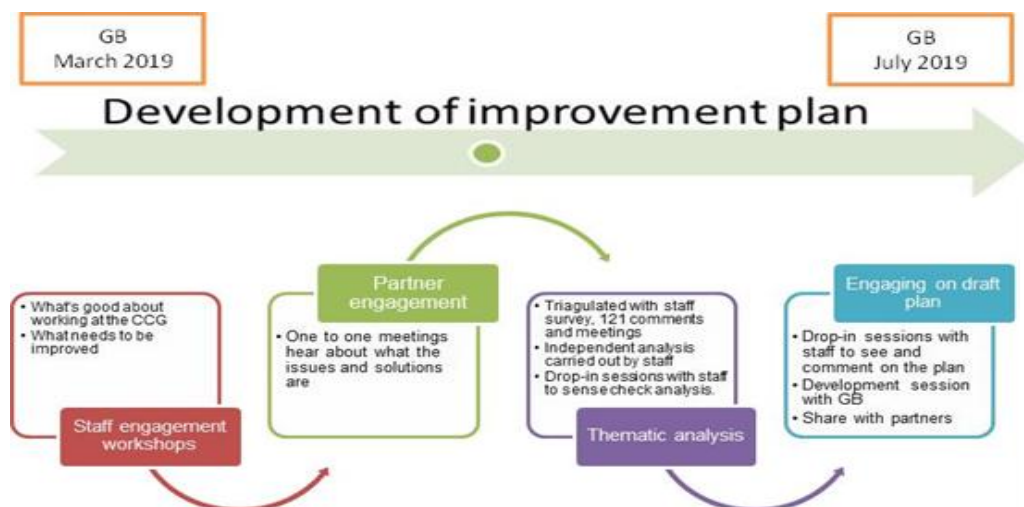 GB
March 2019
GB
July 2019
Development of improvement plan
• What's good about
working at the CCG
• What needs to be
improved
Staff engagement
workshops
Partner
engagement
• One to one meetings
hear about what the
issues and solutions
are
• Triagulated with staff
survey, 121 comments
and meetings
• Independent analysis
carried out by staff
• Drop-in sessions with staff
to sense check analysis.
Thematic analysis
Engaging on draft
plan
• Drop-in sessions with
staff to see and
comment on the plan
• Development session
with GB
• Share with partners